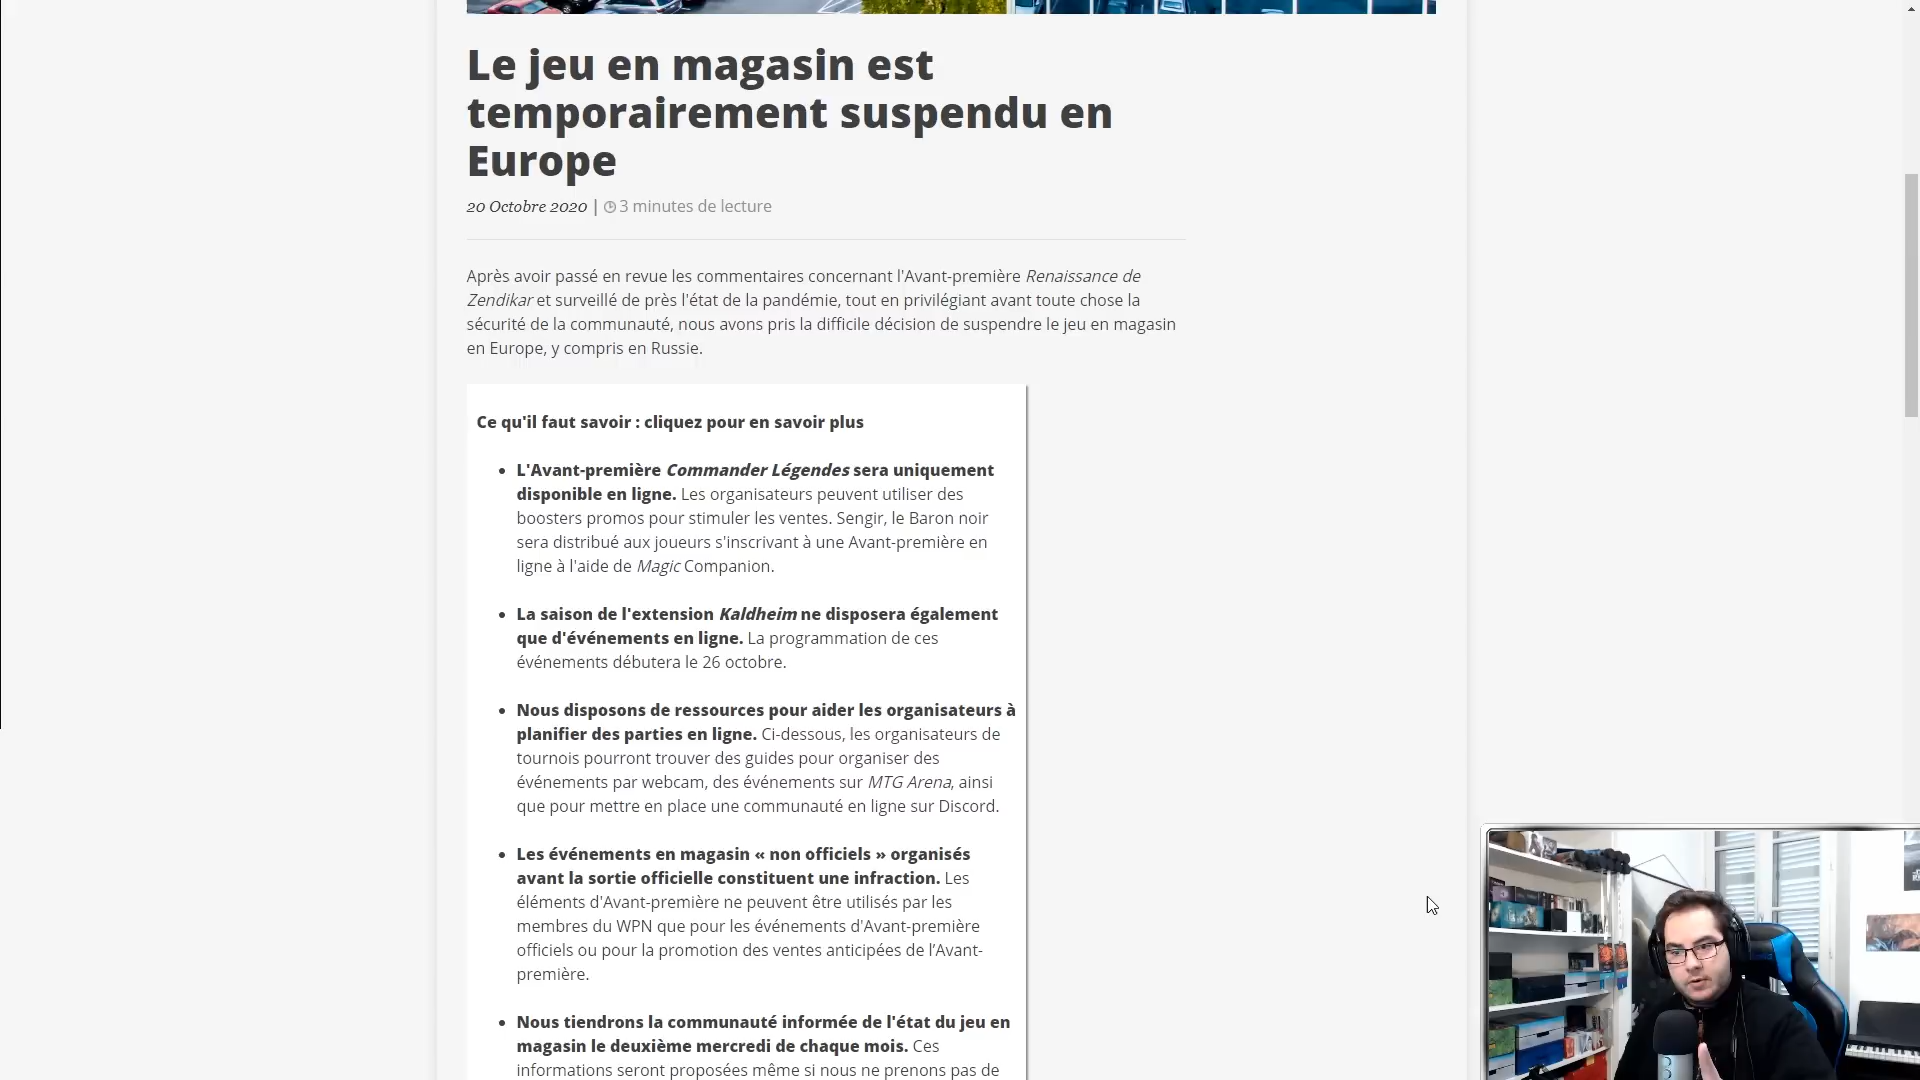 Le jeu en magasin est
temporairement suspendu en
Europe
20 Octobre 2020 | 3 minutes de lecture
Après avoir passé en revue les commentaires concernant l'Avant-première Renaissance de
Zendikar et surveillé de près l'état de la pandémie, tout en privilégiant avant toute chose la
sécurité de la communauté, nous avons pris la difficile décision de suspendre le jeu en magasin
en Europe, y compris en Russie.
Ce qu'il faut savoir : cliquez pour en savoir plus
• L'Avant-première Commander Légendes sera uniquement
disponible en ligne. Les organisateurs peuvent utiliser des
boosters promos pour stimuler les ventes. Sengir, le Baron noir
sera distribué aux joueurs s'inscrivant à une Avant-première en
ligne à l'aide de Magic Companion.
• La saison de l'extension Kaldheim ne disposera également
que d'événements en ligne. La programmation de ces
événements débutera le 26 octobre.
• Nous disposons de ressources pour aider les organisateurs à
planifier des parties en ligne. Ci-dessous, les organisateurs de
tournois pourront trouver des guides pour organiser des
événements par webcam, des événements sur MTG Arena, ainsi
que pour mettre en place une communauté en ligne sur Discord.
• Les événements en magasin « non officiels » organisés
avant la sortie officielle constituent une infraction. Les
éléments d'Avant-première ne peuvent être utilisés par les
membres du WPN que pour les événements d'Avant-première
officiels ou pour la promotion des ventes anticipées de l’Avant-
première.
• Nous tiendrons la communauté informée de l'état du jeu en
magasin le deuxième mercredi de chaque mois. Ces
informations seront proposées même si nous ne prenons pas de